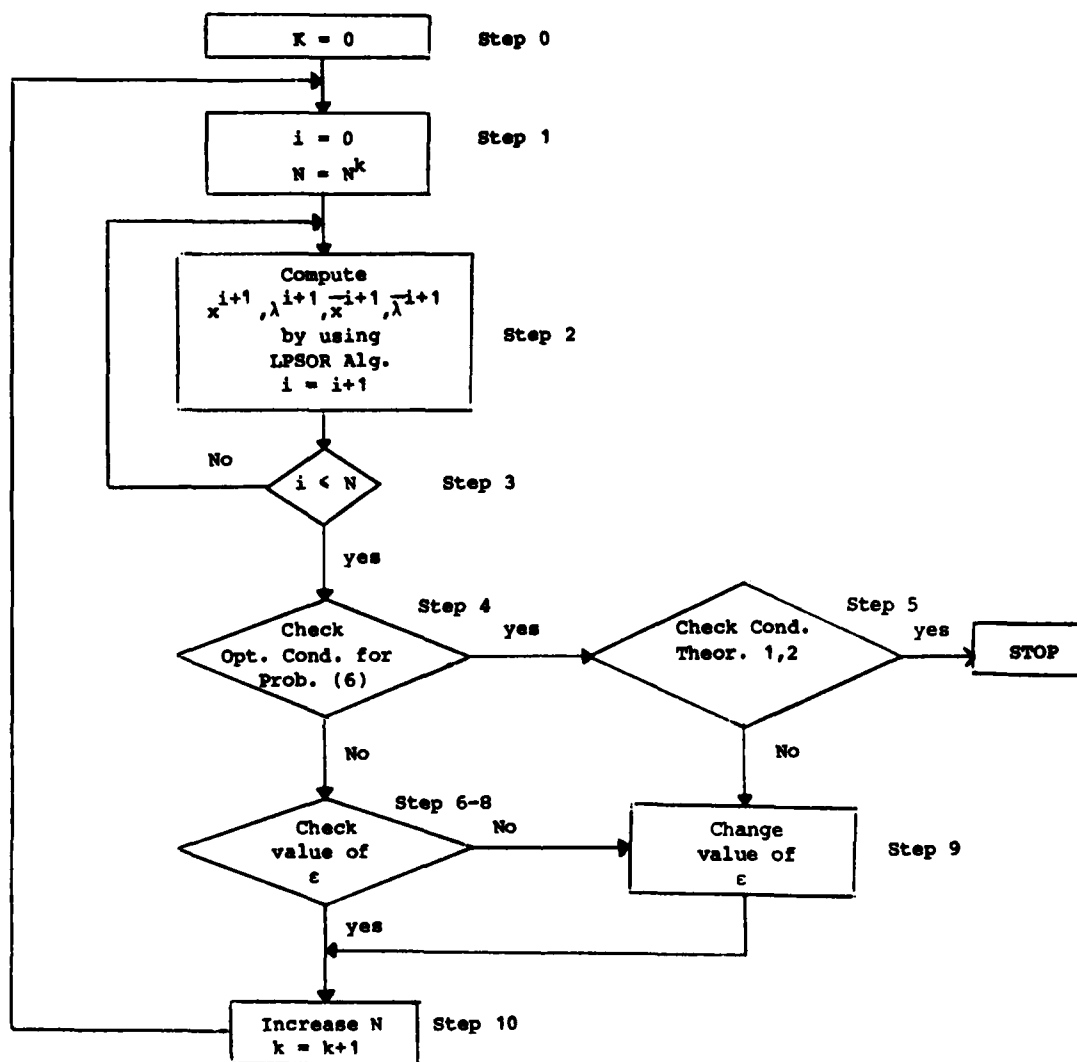 K = 0
Step 0
i = 0
N = N^k
Step 1
Compute
x^{i+1}, λ^{i+1}, x̄^{i+1}, λ̄^{i+1}
by using
LPSOR Alg.
i = i+1
Step 2
No
i < N
Step 3
yes
Step 4
Check
Opt. Cond. for
Prob. (6)
yes
Step 5
Check Cond.
Theor. 1,2
yes
STOP
No
No
Step 6-8
Check
value of
ε
No
Change
value of
ε
Step 9
yes
Increase N
k = k+1
Step 10